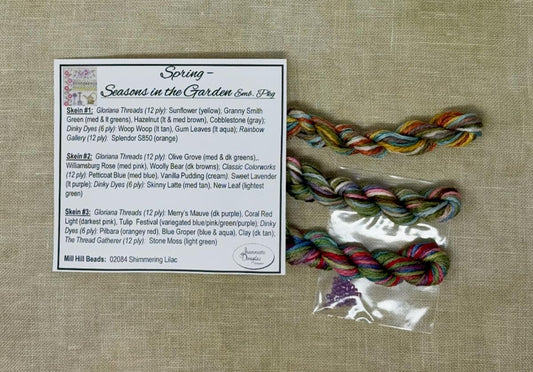 Spring –
Seasons in the Garden Emb. Pkg
Skein #1: Gloriana Threads (12 ply): Sunflower (yellow), Granny Smith
Green (med & lt greens), Hazelnut (lt & med brown), Cobblestone (gray);
Dinky Dyes (6 ply): Woop Woop (lt tan), Gum Leaves (lt aqua); Rainbow
Gallery (12 ply): Splendor S850 (orange)
Skein #2: Gloriana Threads (12 ply): Olive Grove (med & dk greens),.
Williamsburg Rose (med pink), Woolly Bear (dk browns); Classic Colorworks
(12 ply): Petticoat Blue (med blue), Vanilla Pudding (cream). Sweet Lavender
(lt purple); Dinky Dyes (6 ply): Skinny Latte (med tan), New Leaf (lightest
green)
Skein #3: Gloriana Threads (12 ply): Merry's Mauve (dk purple), Coral Red
Light (darkest pink), Tulip Festival (variegated blue/pink/green/purple); Dinky
Dyes (6 ply): Pilbara (orangey red), Blue Groper (blue & aqua), Clay (dk tan);
The Thread Gatherer (12 ply): Stone Moss (light green)
Mill Hill Beads: 02084 Shimmering Lilac
Jeannette
Douglas